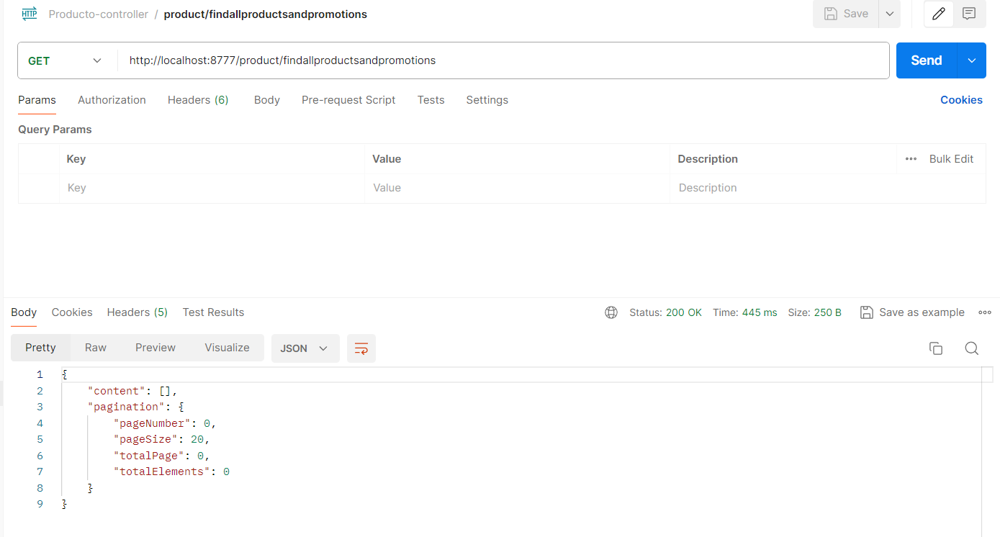 HTTP Producto-controller / product/findallproductsandpromotions Save
GET http://localhost:8777/product/findallproductsandpromotions Send
Params Authorization Headers (6) Body Pre-request Script Tests Settings Cookies
Query Params
Key Value Description Bulk Edit
Key Value Description
Body Cookies Headers (5) Test Results Status: 200 OK Time: 445 ms Size: 250 B Save as example
Pretty Raw Preview Visualize JSON
1 {
2 "content": [],
3 "pagination": {
4 "pageNumber": 0,
5 "pageSize": 20,
6 "totalPage": 0,
7 "totalElements": 0
8 }
9 }